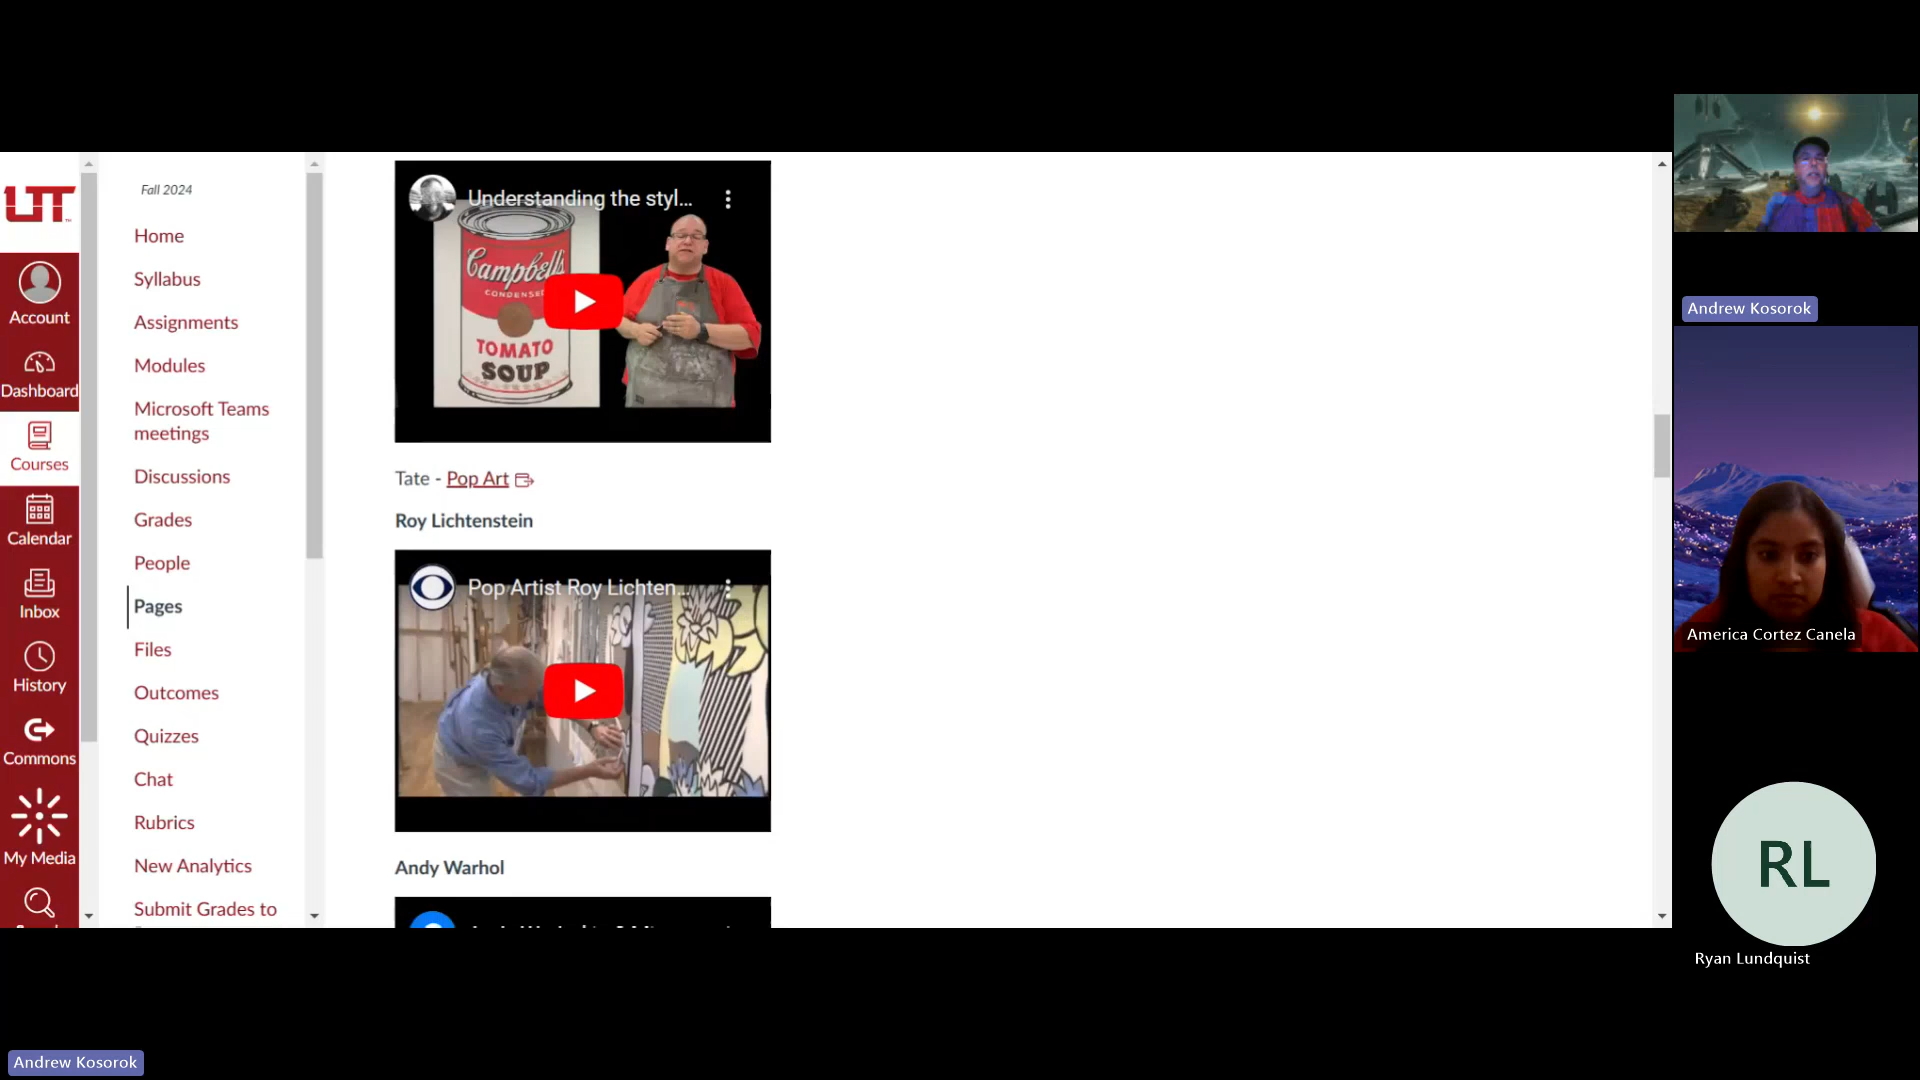 UT
Account
Dashboard
Courses
Calendar
Inbox
History
Commons
My Media
Fall 2024
Home
Syllabus
Assignments
Modules
Microsoft Teams
meetings
Discussions
Grades
People
Pages
Files
Outcomes
Quizzes
Chat
Rubrics
New Analytics
Submit Grades to
Understanding the styl...
Campbell's
CONDENSED
TOMATO
SOUP
Tate - Pop Art
Roy Lichtenstein
Pop Artist Roy Lichten...
Andy Warhol
Andrew Kosorok
America Cortez Canela
RL
Ryan Lundquist
Andrew Kosorok